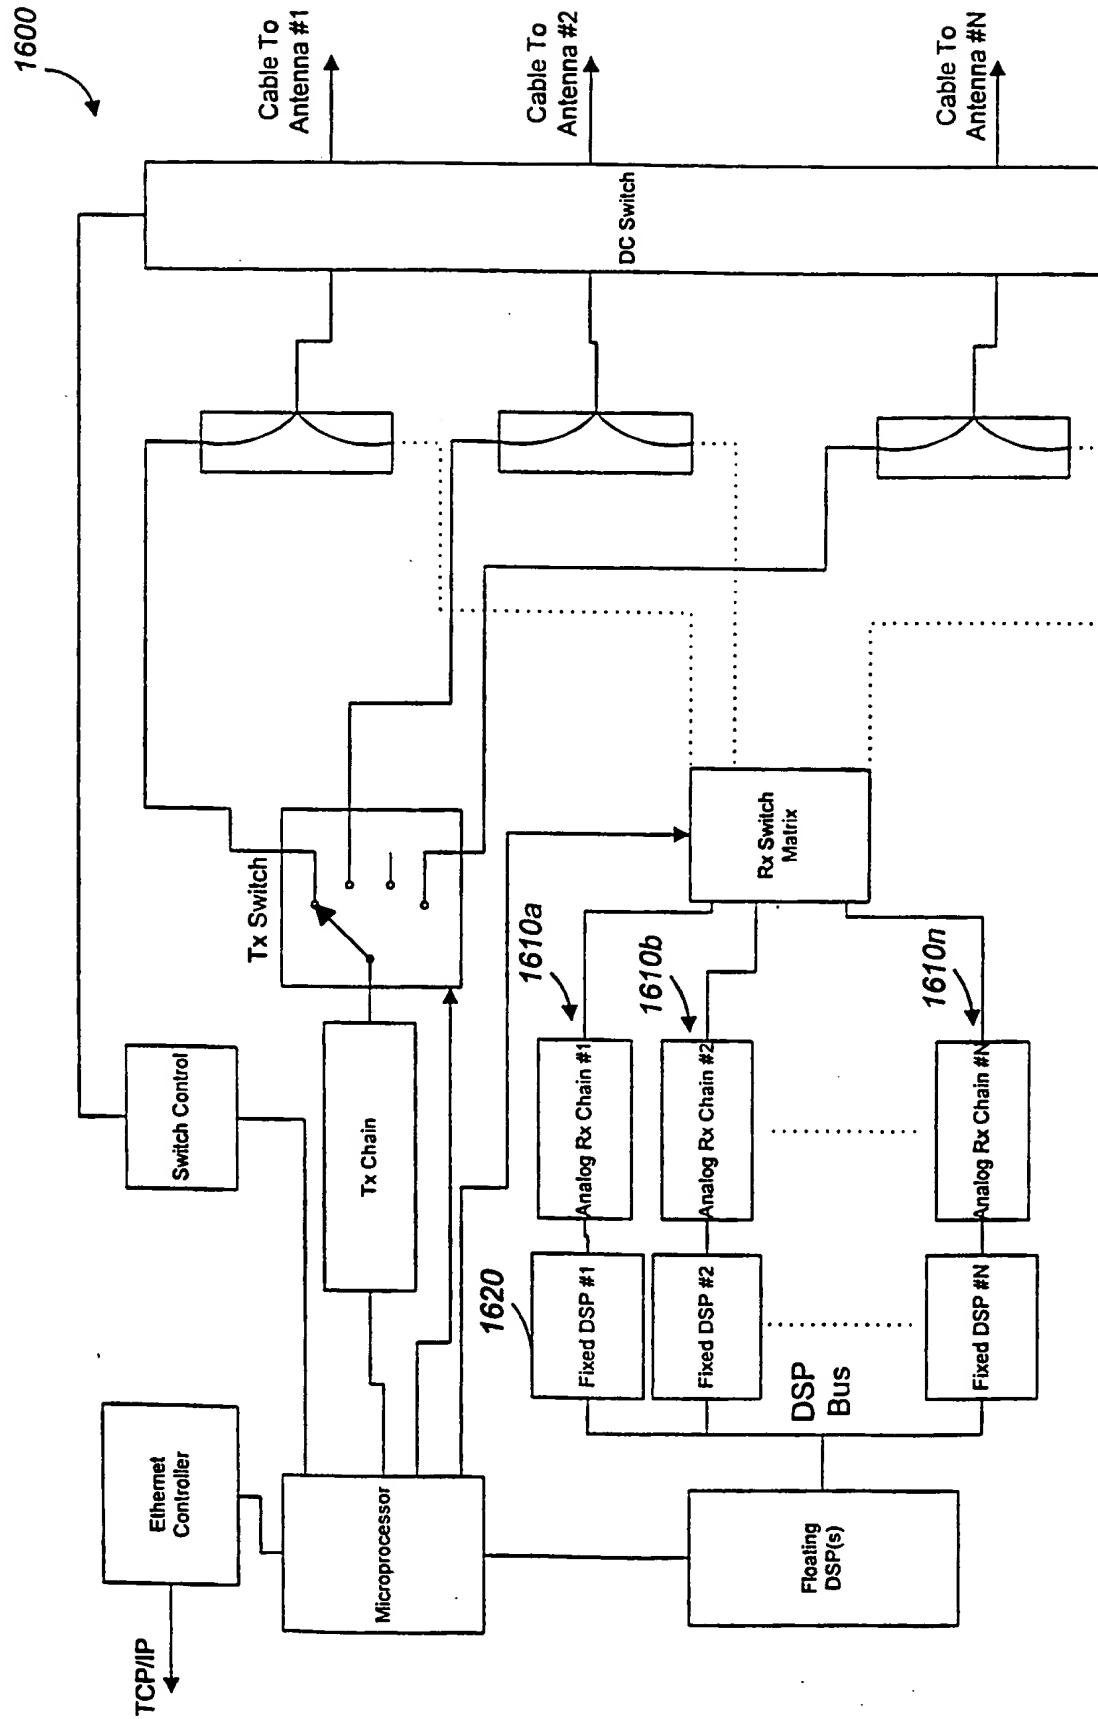 1600
Cable To
Antenna #1
Cable To
Antenna #2
Cable To
Antenna #N
DC Switch
Tx Switch
Switch Control
Tx Chain
Rx Switch
Matrix
1610a
1610b
1610n
Analog Rx Chain #1
Analog Rx Chain #2
Analog Rx Chain #N
1620
Fixed DSP #1
Fixed DSP #2
Fixed DSP #N
DSP
Bus
Ethernet
Controller
Microprocessor
Floating
DSP(s)
TCP/IP